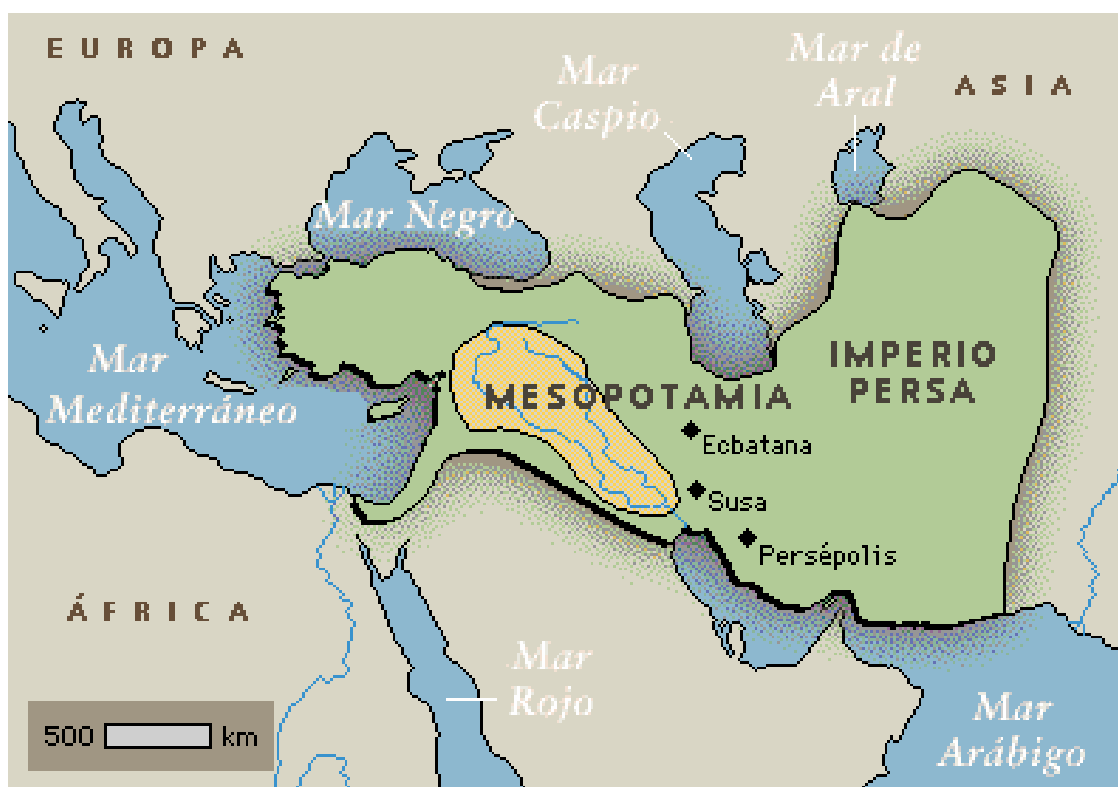 EUROPA
Mar de
Aral
ASIA
Mar
Caspio
Mar Negro
IMPERIO
PERSA
Mar
Mediterráneo
MESOPOTAMIA
Ecbatana
Susa
Persépolis
ÁFRICA
Mar
Rojo
Mar
Arábigo
500 km